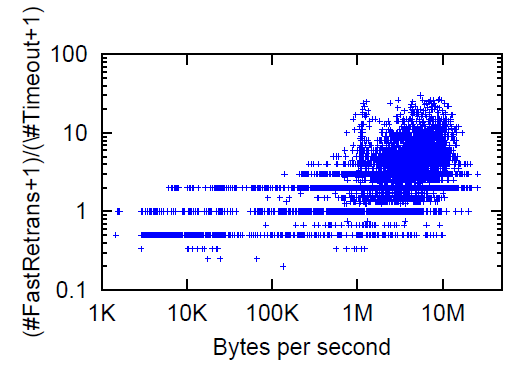 (#FastRetrans+1)/(\#Timeout+1)
100
10
1
0.1
1K 10K 100K 1M 10M
Bytes per second